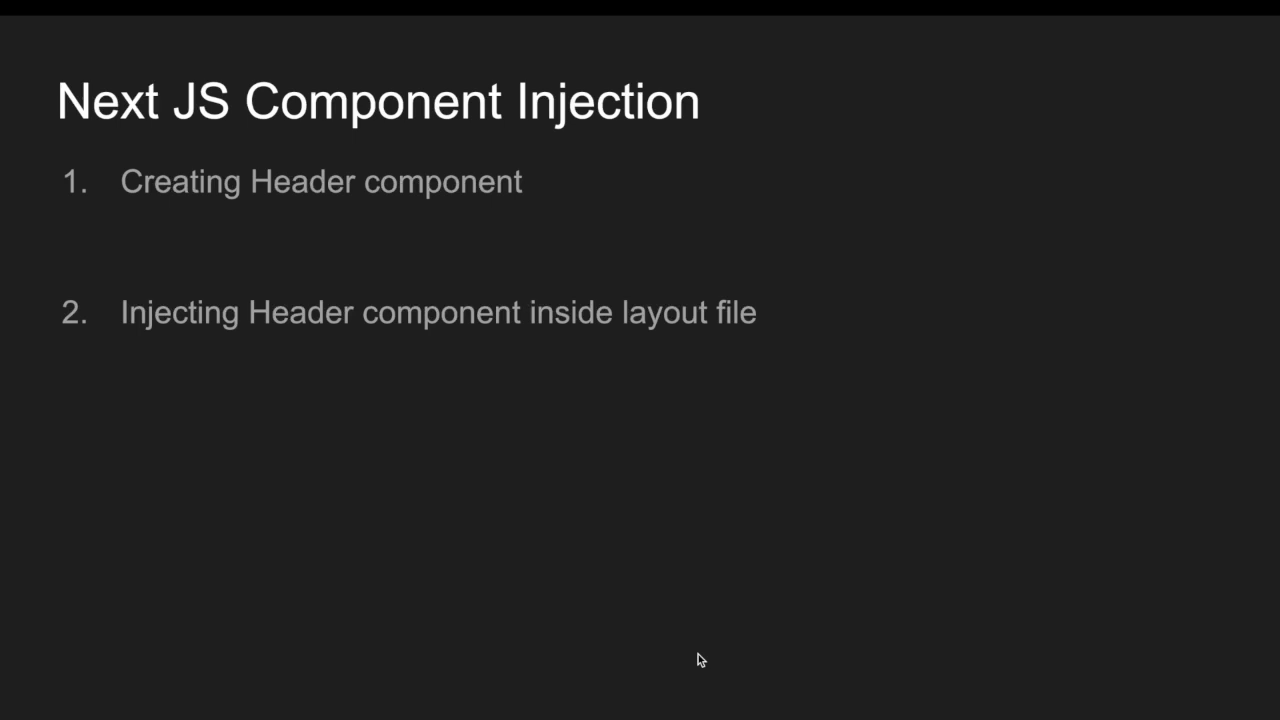 Next JS Component Injection
1. Creating Header component
2. Injecting Header component inside layout file